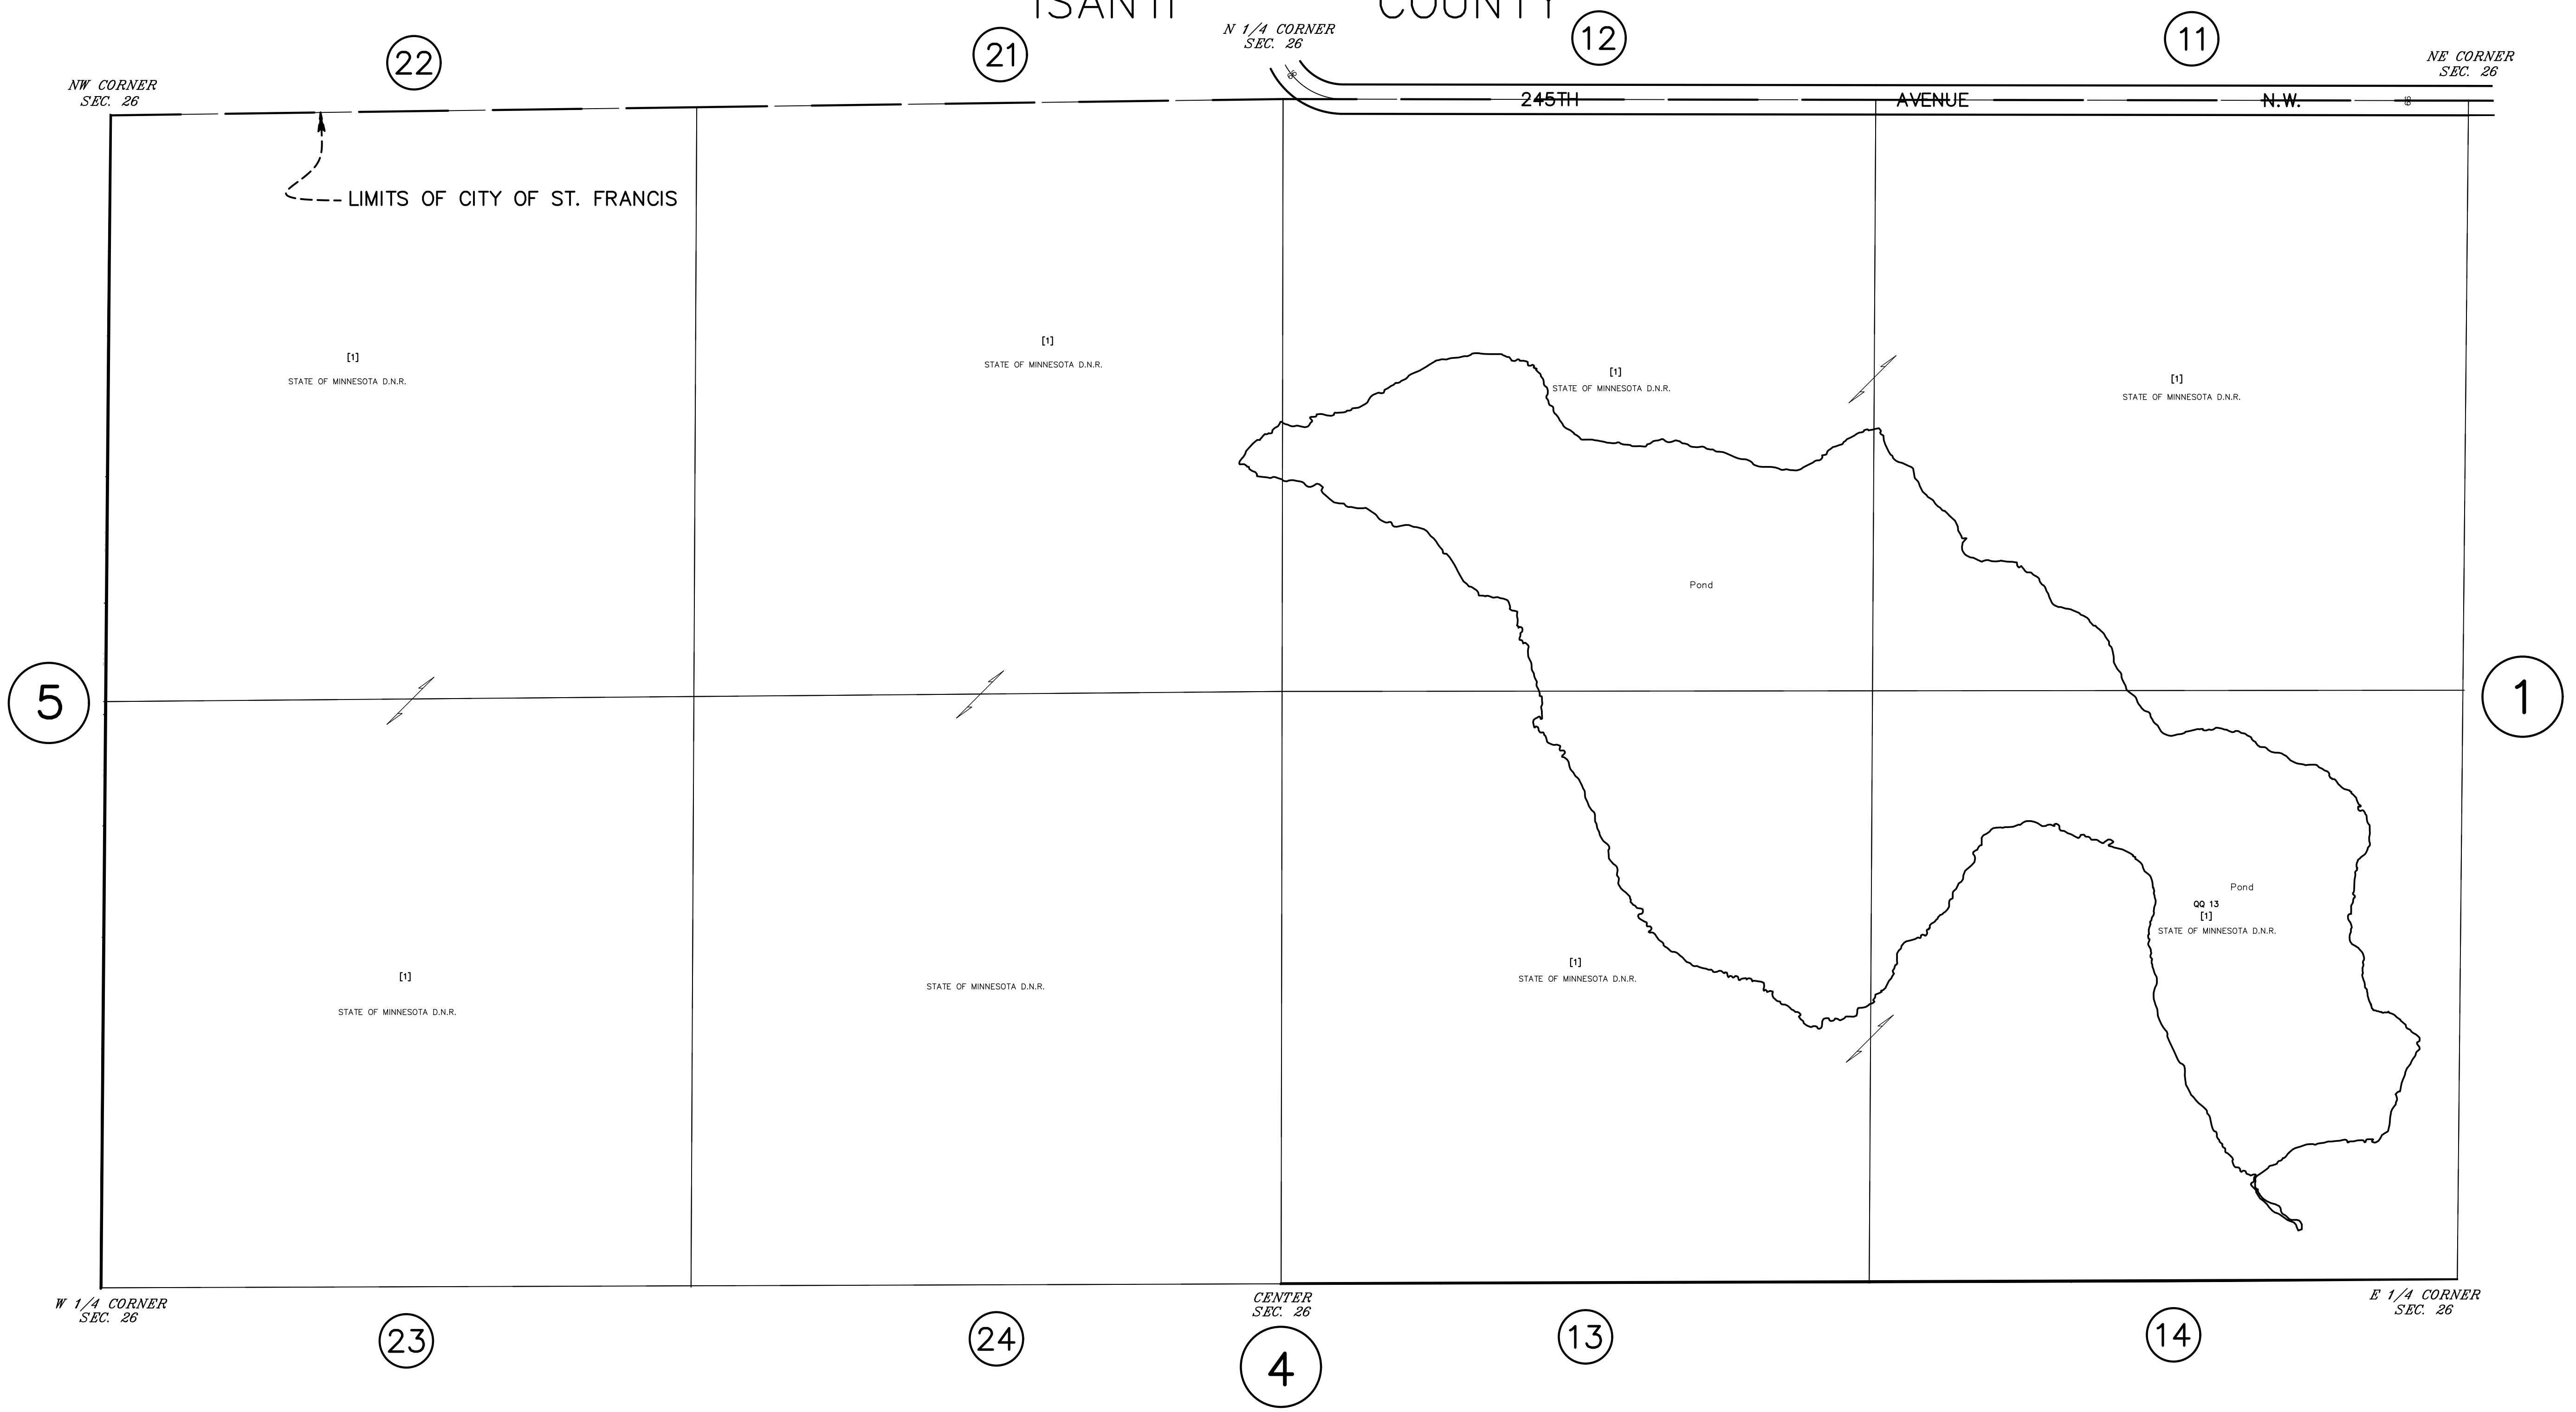 ISANTI COUNTY
22
21
N 1/4 CORNER
SEC. 26
12
11
NE CORNER
SEC. 26
NW CORNER
SEC. 26
245TH AVENUE N.W.
LIMITS OF CITY OF ST. FRANCIS
[1]
STATE OF MINNESOTA D.N.R.
[1]
STATE OF MINNESOTA D.N.R.
[1]
STATE OF MINNESOTA D.N.R.
[1]
STATE OF MINNESOTA D.N.R.
Pond
5
1
Pond
QQ 13
[1]
STATE OF MINNESOTA D.N.R.
[1]
STATE OF MINNESOTA D.N.R.
STATE OF MINNESOTA D.N.R.
[1]
STATE OF MINNESOTA D.N.R.
W 1/4 CORNER
SEC. 26
CENTER
SEC. 26
E 1/4 CORNER
SEC. 26
23
24
4
13
14